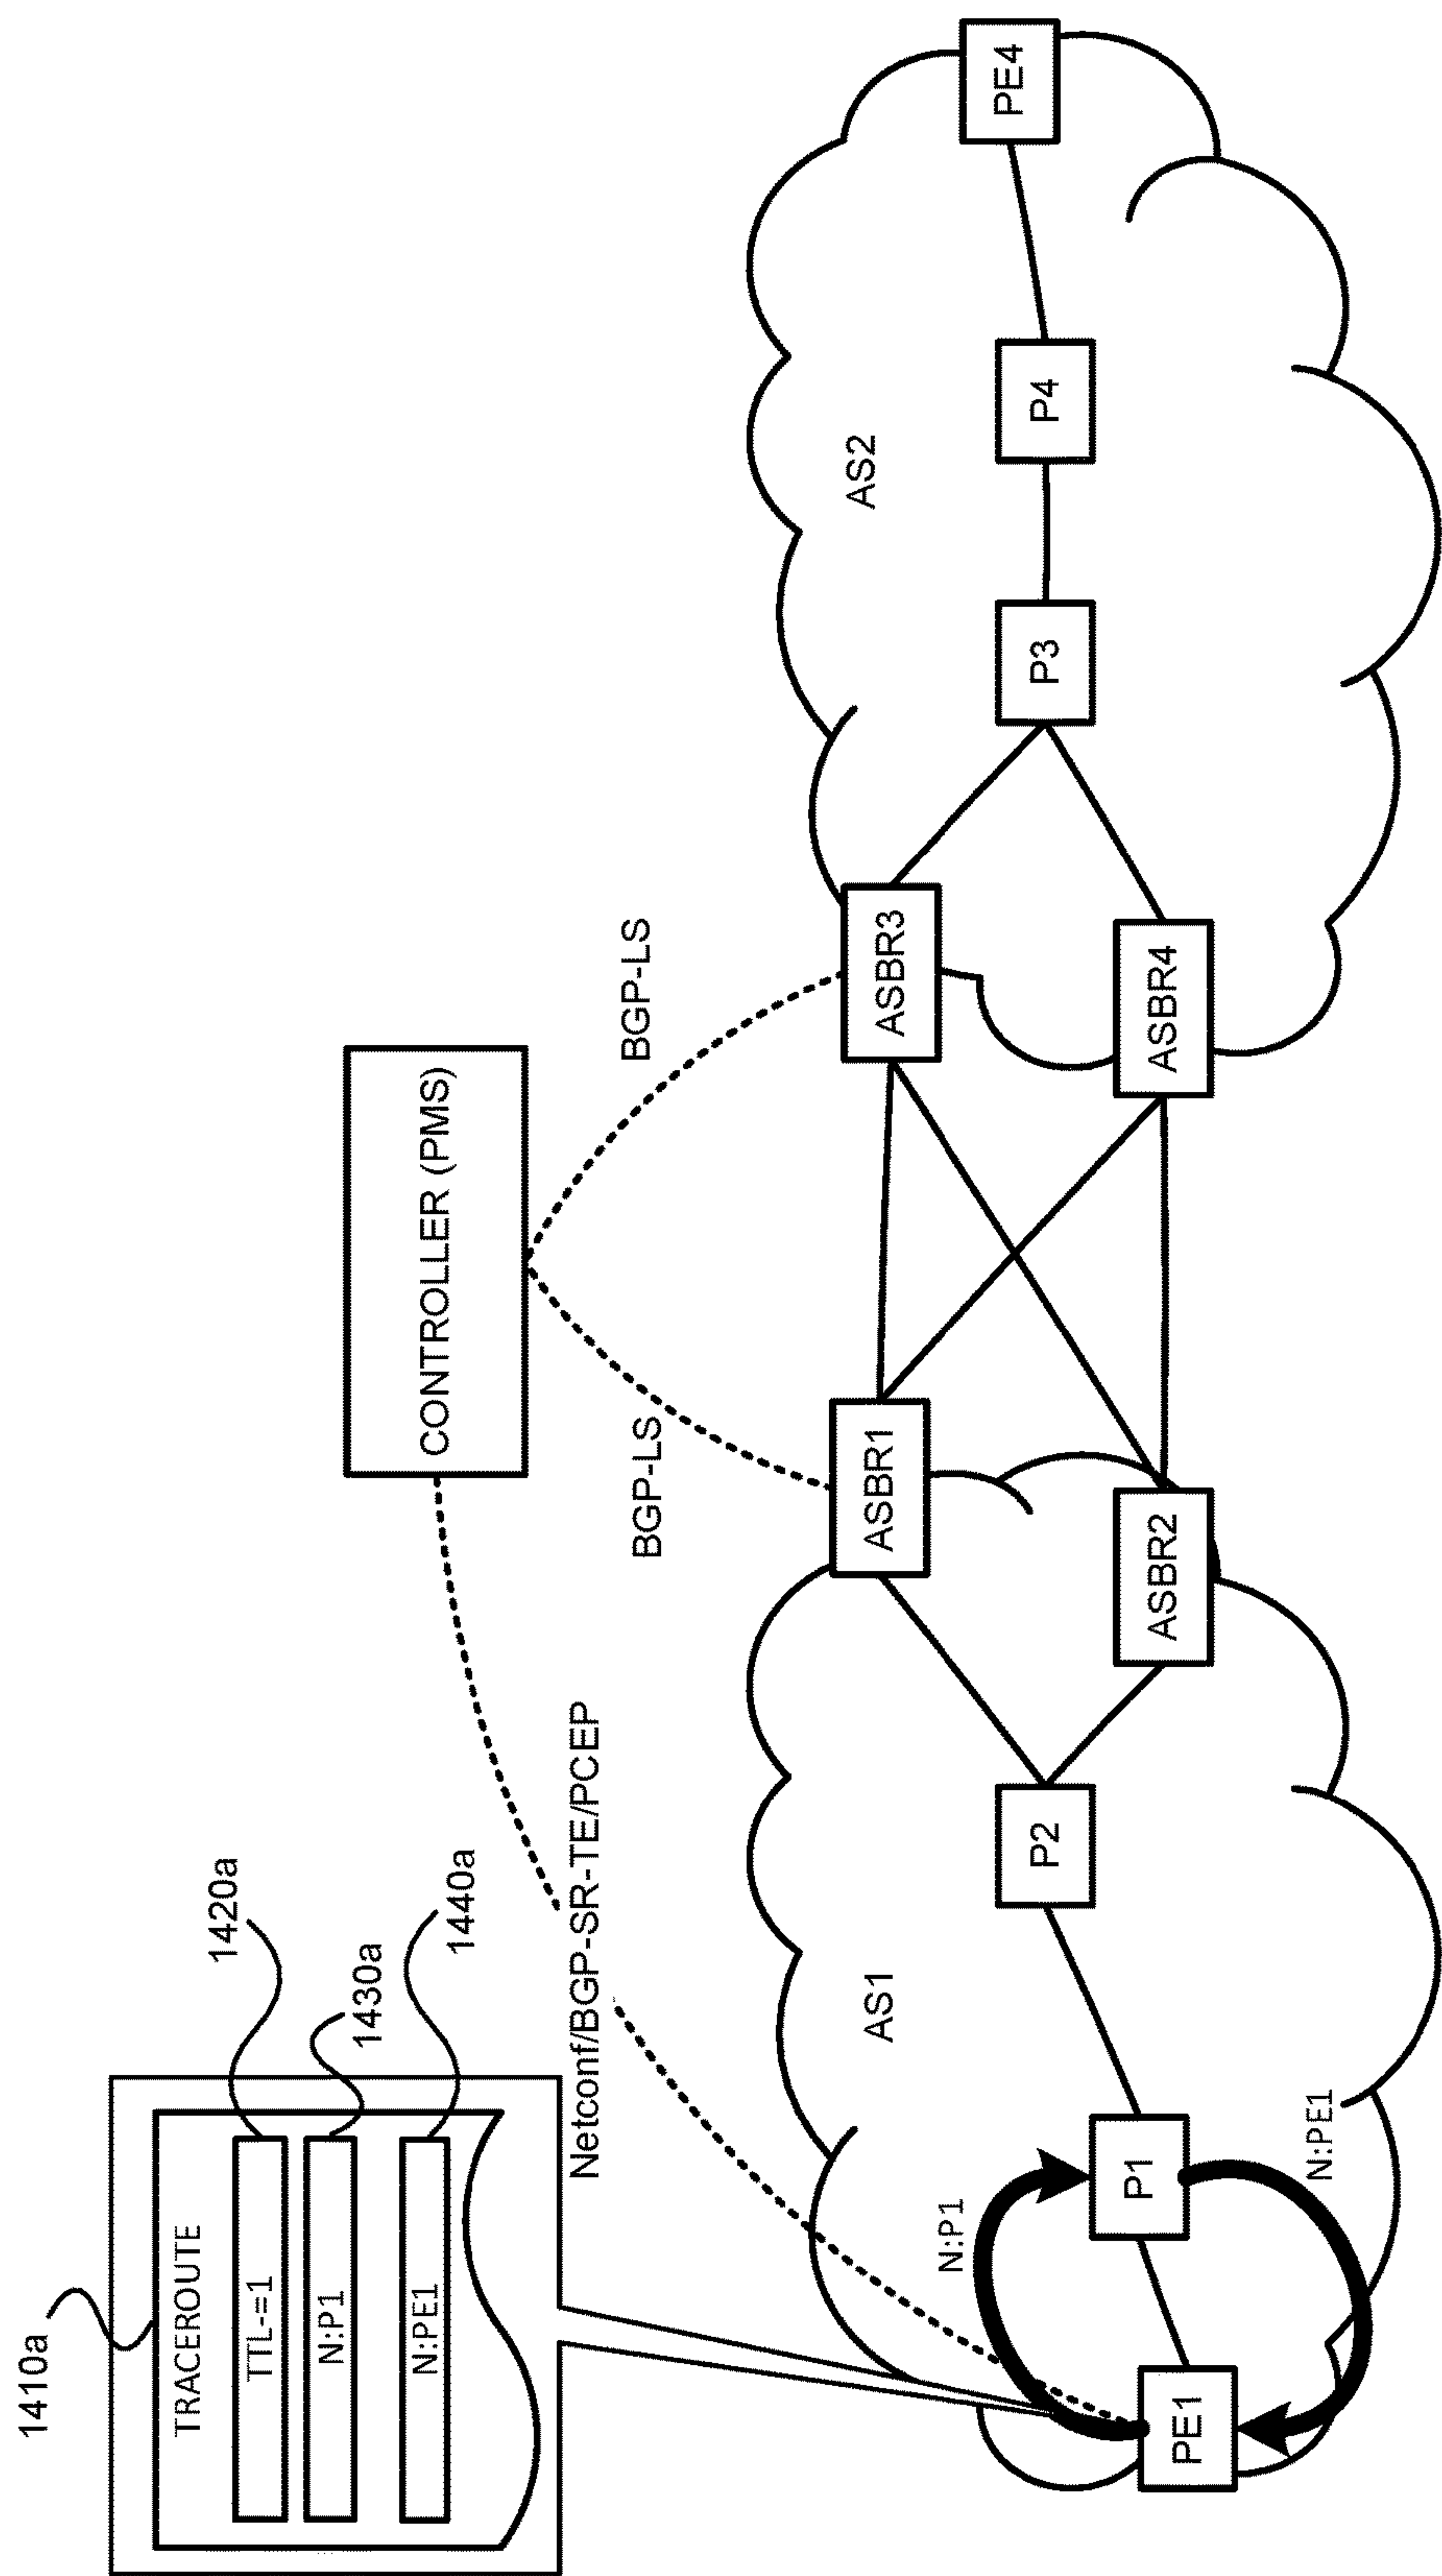 1410a
TRACEROUTE
TTL-=1
1420a
N:P1
1430a
N:PE1
1440a
CONTROLLER (PMS)
Netconf/BGP-SR-TE/PCEP
BGP-LS
BGP-LS
AS1
AS2
ASBR1
ASBR3
N:P1
PE1
P1
P2
P3
P4
PE4
ASBR2
ASBR4
N:PE1